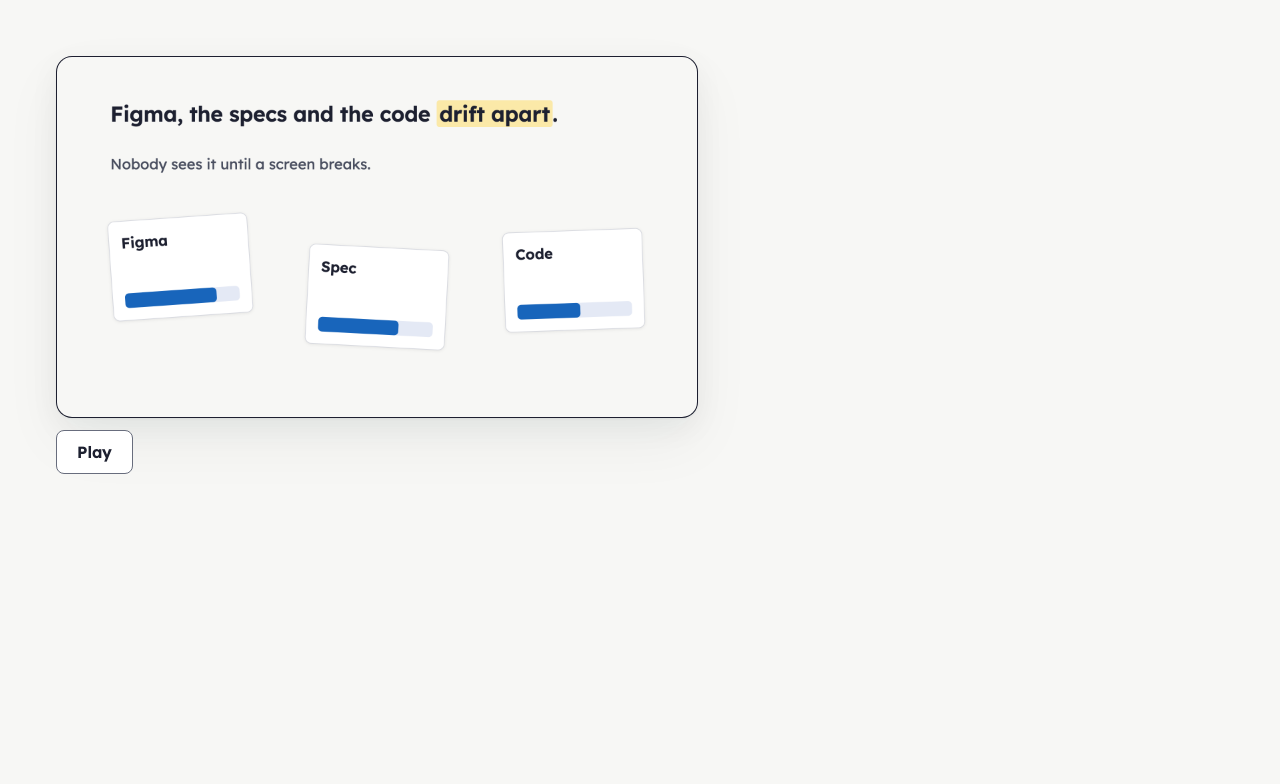 Figma, the specs and the code drift apart.
Nobody sees it until a screen breaks.
Figma
Spec
Code
Play